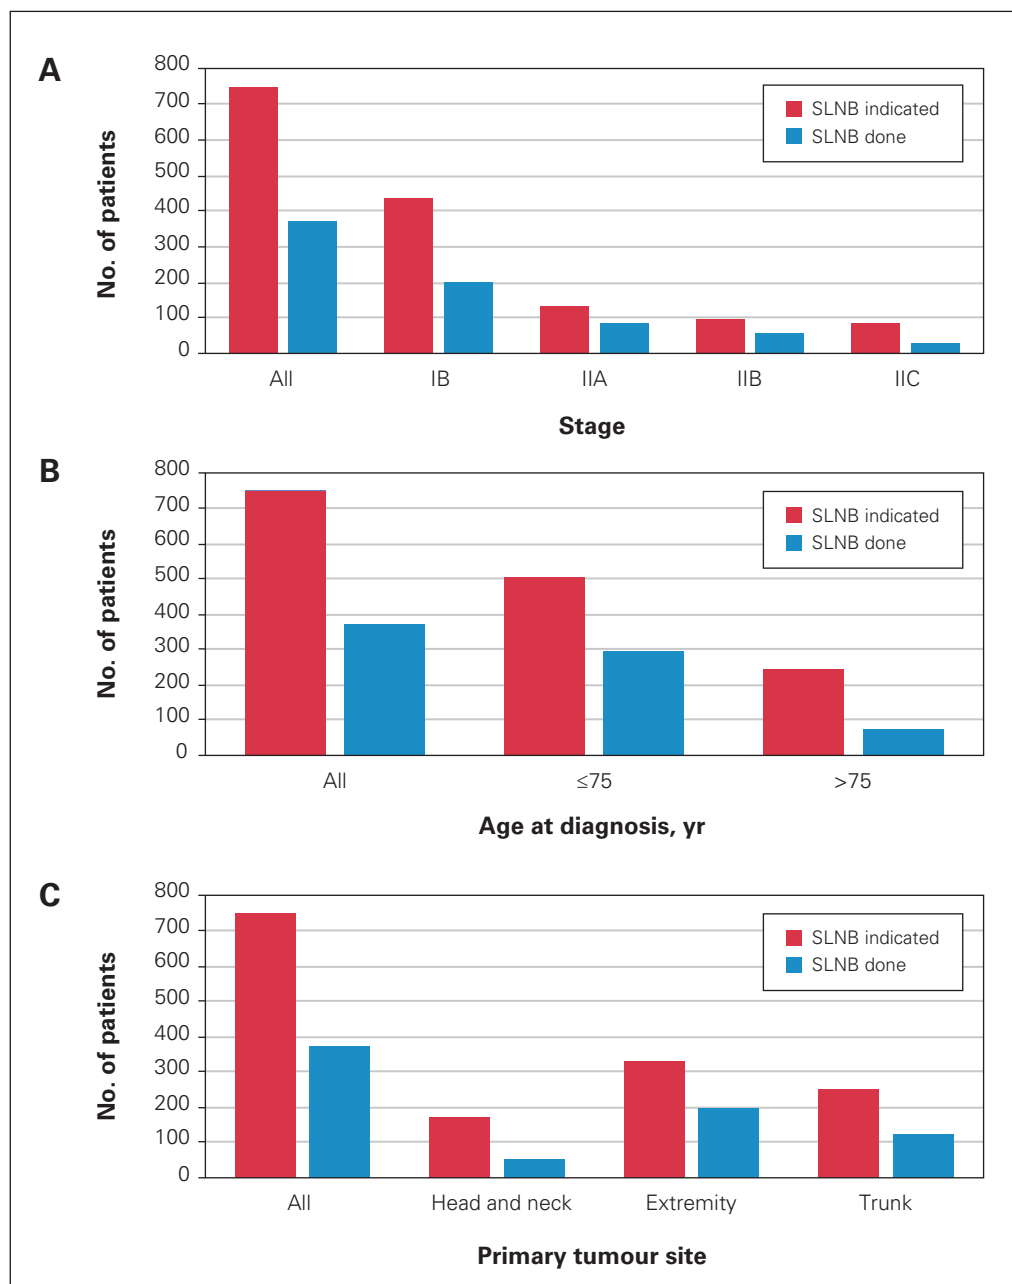 A
800
700
600
500
400
300
200
100
0
No. of patients
SLNB indicated
SLNB done
All IB IIA IIB IIC
Stage
B
800
700
600
500
400
300
200
100
0
No. of patients
SLNB indicated
SLNB done
All ≤75 >75
Age at diagnosis, yr
C
800
700
600
500
400
300
200
100
0
No. of patients
SLNB indicated
SLNB done
All Head and neck Extremity Trunk
Primary tumour site